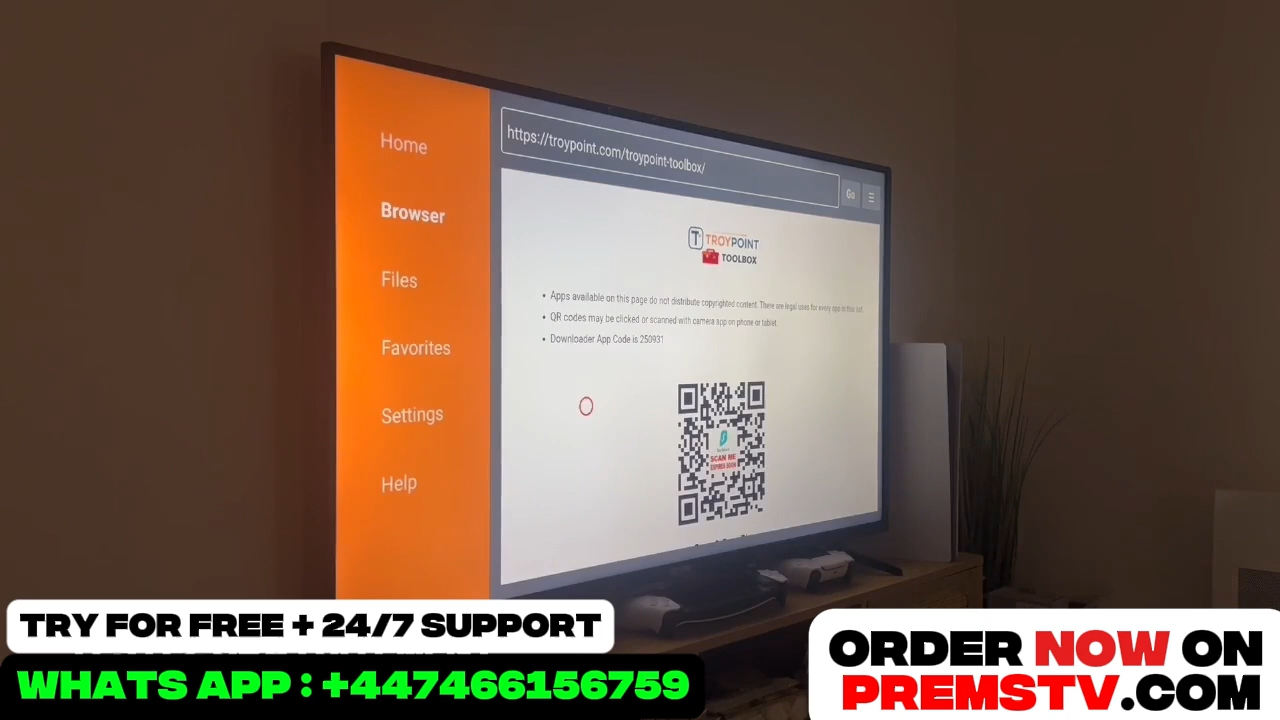 Home
Browser
Files
Favorites
Settings
Help
https://troypoint.com/troypoint-toolbox/
Go
TROYPOINT
TOOLBOX
• Apps available on this page do not distribute copyrighted content. There are legal uses for every app in this list.
• QR codes may be clicked or scanned with camera app on phone or tablet.
• Downloader App Code is 250931
SCAN ME
TRY FOR FREE + 24/7 SUPPORT
WHATS APP : +447466156759
ORDER NOW ON
PREMSTV.COM